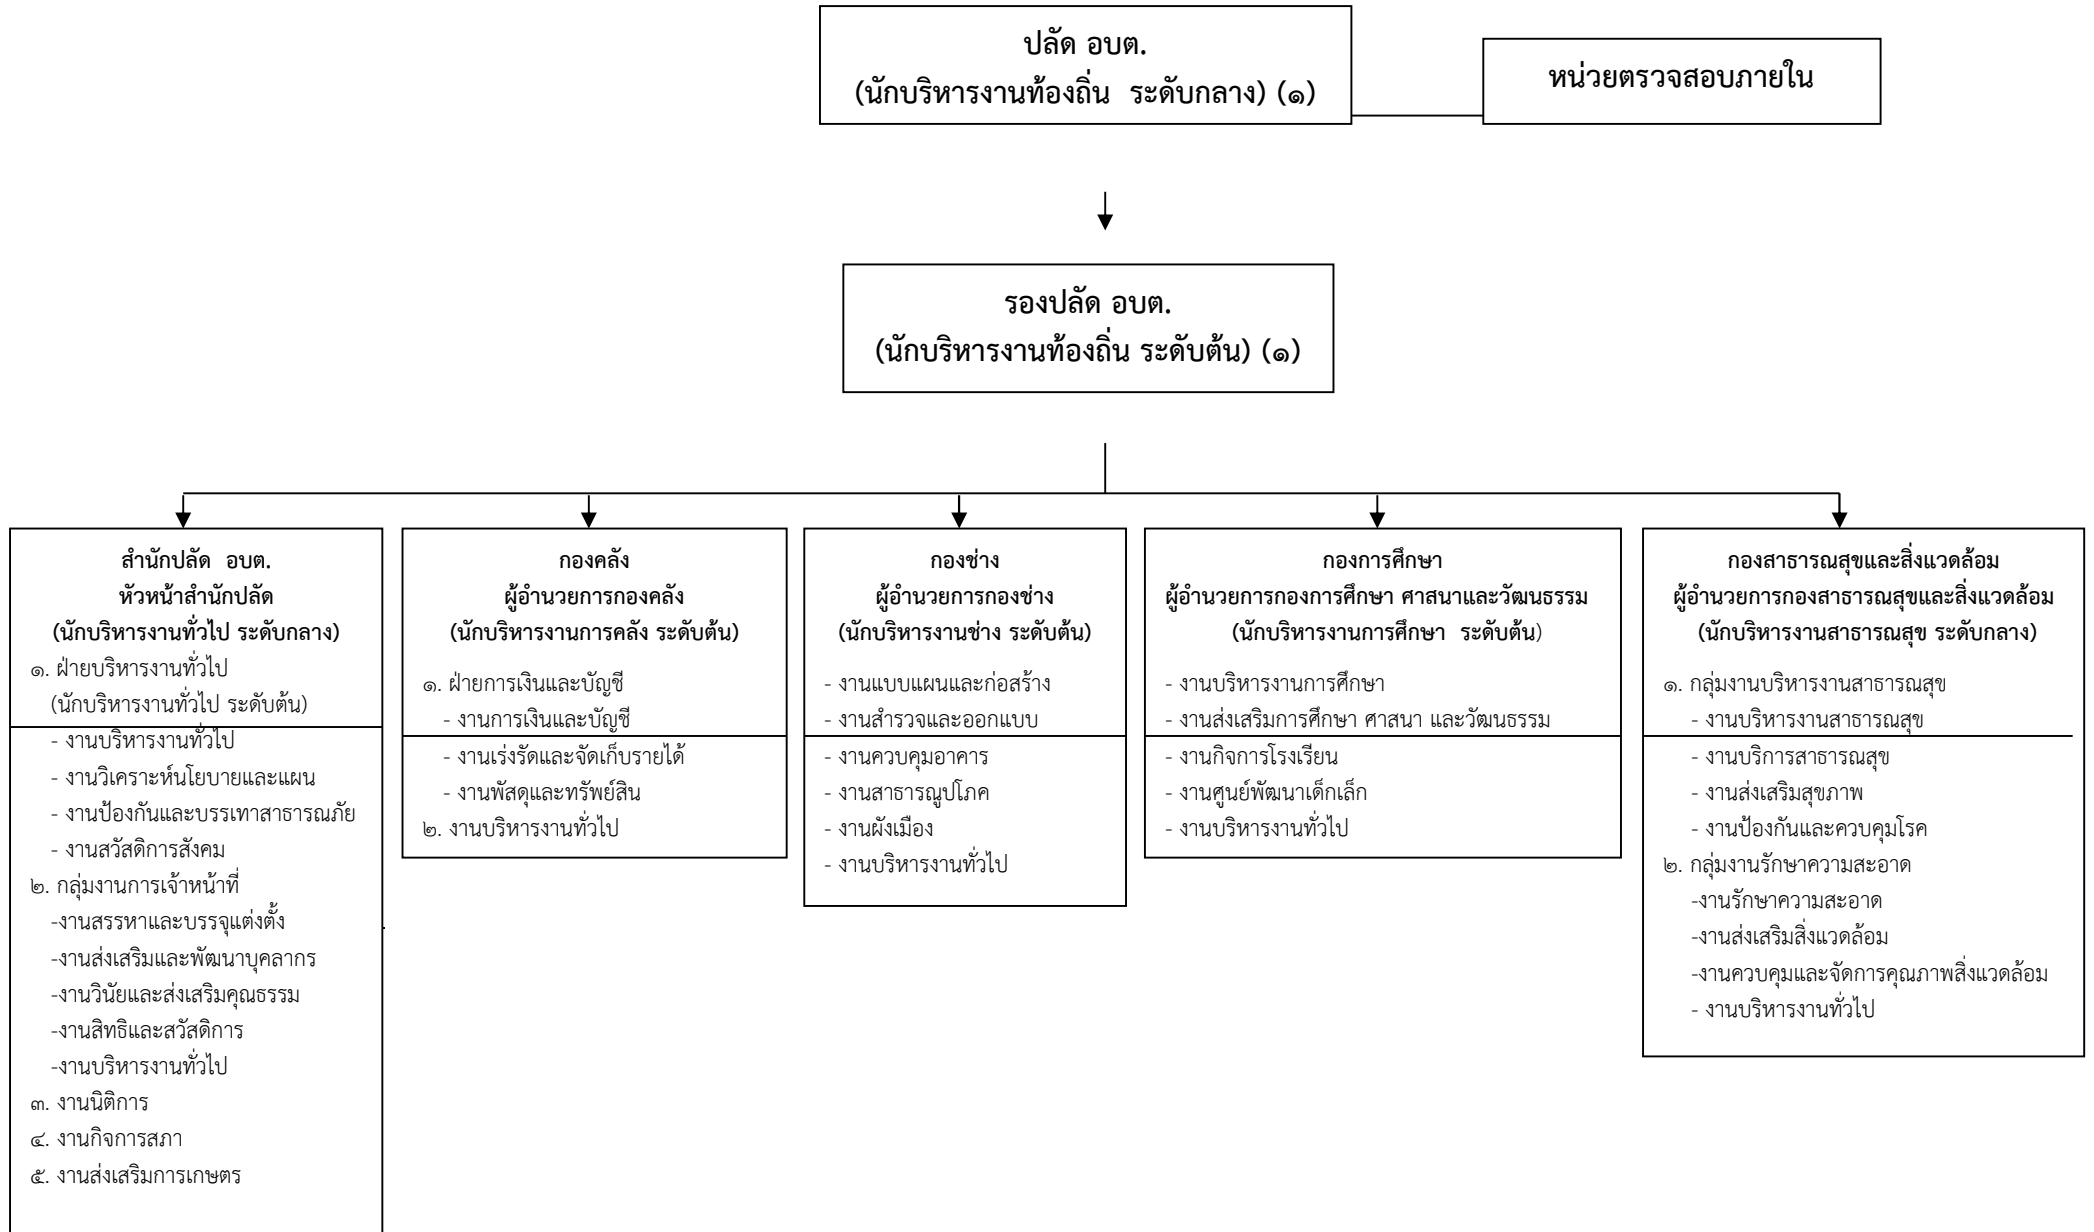 ปลัด อบต.
(นักบริหารงานท้องถิ่น  ระดับกลาง) (๑)
หน่วยตรวจสอบภายใน
รองปลัด อบต.
(นักบริหารงานท้องถิ่น ระดับต้น) (๑)
สำนักปลัด  อบต.
หัวหน้าสำนักปลัด
(นักบริหารงานทั่วไป ระดับกลาง)
๑. ฝ่ายบริหารงานทั่วไป
(นักบริหารงานทั่วไป ระดับต้น)
- งานบริหารงานทั่วไป
- งานวิเคราะห์นโยบายและแผน
- งานป้องกันและบรรเทาสาธารณภัย
- งานสวัสดิการสังคม
๒. กลุ่มงานการเจ้าหน้าที่
-งานสรรหาและบรรจุแต่งตั้ง
-งานส่งเสริมและพัฒนาบุคลากร
-งานวินัยและส่งเสริมคุณธรรม
-งานสิทธิและสวัสดิการ
-งานบริหารงานทั่วไป
๓. งานนิติการ
๔. งานกิจการสภา
๕. งานส่งเสริมการเกษตร
กองคลัง
ผู้อำนวยการกองคลัง
(นักบริหารงานการคลัง ระดับต้น)
๑. ฝ่ายการเงินและบัญชี
- งานการเงินและบัญชี
- งานเร่งรัดและจัดเก็บรายได้
- งานพัสดุและทรัพย์สิน
๒. งานบริหารงานทั่วไป
กองช่าง
ผู้อำนวยการกองช่าง
(นักบริหารงานช่าง ระดับต้น)
- งานแบบแผนและก่อสร้าง
- งานสำรวจและออกแบบ
- งานควบคุมอาคาร
- งานสาธารณูปโภค
- งานผังเมือง
- งานบริหารงานทั่วไป
กองการศึกษา
ผู้อำนวยการกองการศึกษา ศาสนาและวัฒนธรรม
(นักบริหารงานการศึกษา  ระดับต้น)
- งานบริหารงานการศึกษา
- งานส่งเสริมการศึกษา ศาสนา และวัฒนธรรม
- งานกิจการโรงเรียน
- งานศูนย์พัฒนาเด็กเล็ก
- งานบริหารงานทั่วไป
กองสาธารณสุขและสิ่งแวดล้อม
ผู้อำนวยการกองสาธารณสุขและสิ่งแวดล้อม
(นักบริหารงานสาธารณสุข ระดับกลาง)
๑. กลุ่มงานบริหารงานสาธารณสุข
- งานบริหารงานสาธารณสุข
- งานบริการสาธารณสุข
- งานส่งเสริมสุขภาพ
- งานป้องกันและควบคุมโรค
๒. กลุ่มงานรักษาความสะอาด
-งานรักษาความสะอาด
-งานส่งเสริมสิ่งแวดล้อม
-งานควบคุมและจัดการคุณภาพสิ่งแวดล้อม
- งานบริหารงานทั่วไป